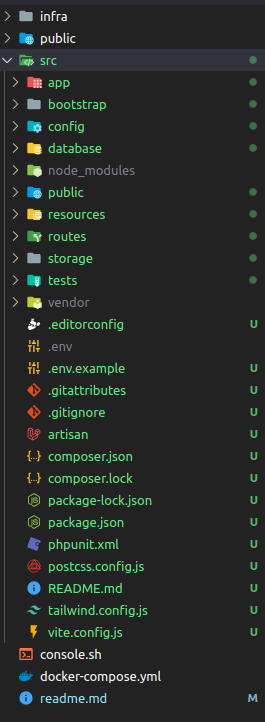 infra
public
src
app
bootstrap
config
database
node_modules
public
resources
routes
storage
tests
vendor
.editorconfig U
.env
.env.example U
.gitattributes U
.gitignore U
artisan U
composer.json U
composer.lock U
package-lock.json U
package.json U
phpunit.xml U
postcss.config.js U
README.md U
tailwind.config.js U
vite.config.js U
console.sh
docker-compose.yml
readme.md M